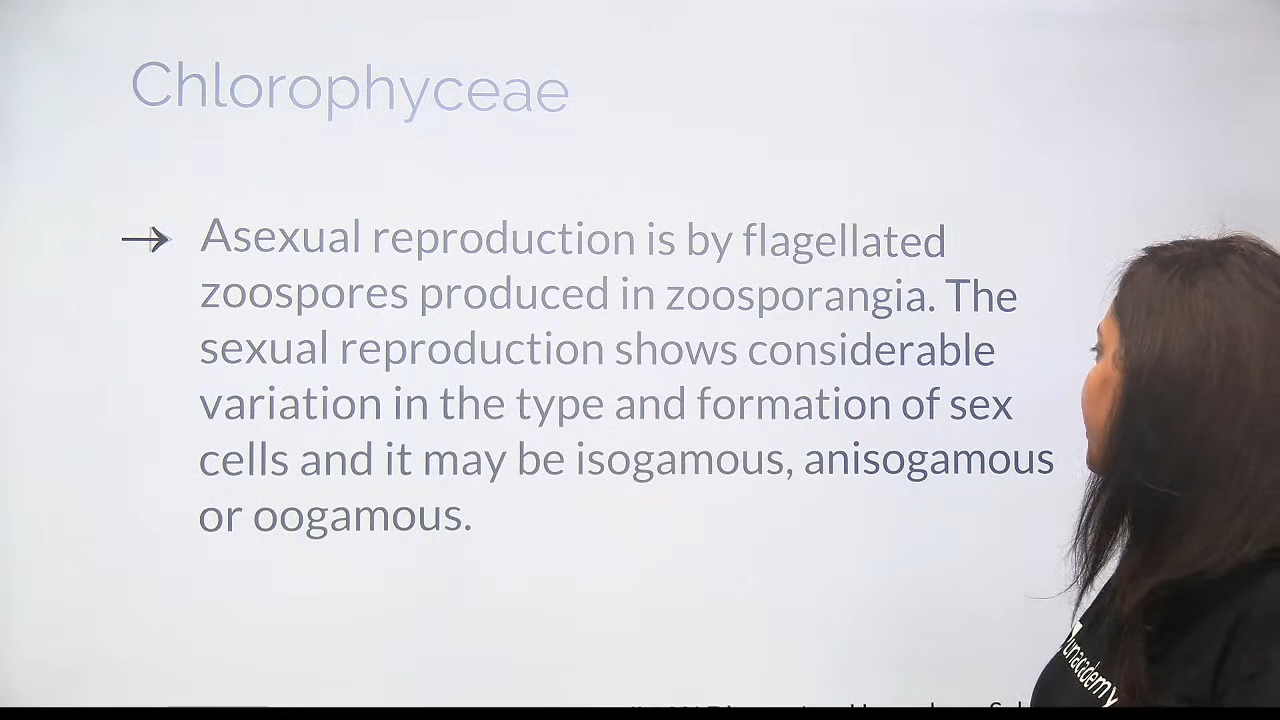 Chlorophyceae
→ Asexual reproduction is by flagellated
zoospores produced in zoosporangia. The
sexual reproduction shows considerable
variation in the type and formation of sex
cells and it may be isogamous, anisogamous
or oogamous.
unacademy